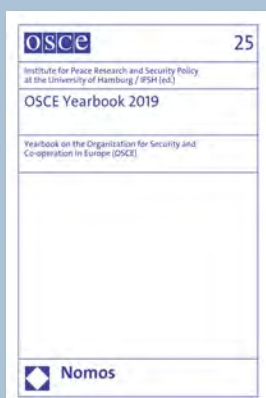 osce
25
Institute for Peace Research and Security Policy
at the University of Hamburg / IFSH (ed.)
OSCE Yearbook 2019
Yearbook on the Organization for Security and
Co-operation in Europe (OSCE)
Nomos